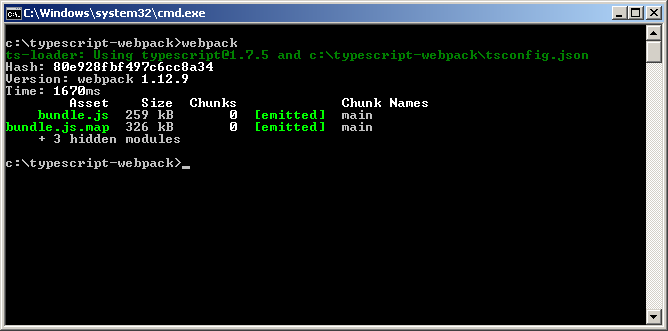 C:\Windows\system32\cmd.exe
c:\typescript-webpack>webpack
ts-loader: Using typescript@1.7.5 and c:\typescript-webpack\tsconfig.json
Hash: 80e928fbf497c6cc8a34
Version: webpack 1.12.9
Time: 1670ms
Asset Size Chunks Chunk Names
bundle.js 259 kB 0 [emitted] main
bundle.js.map 326 kB 0 [emitted] main
+ 3 hidden modules
c:\typescript-webpack>_